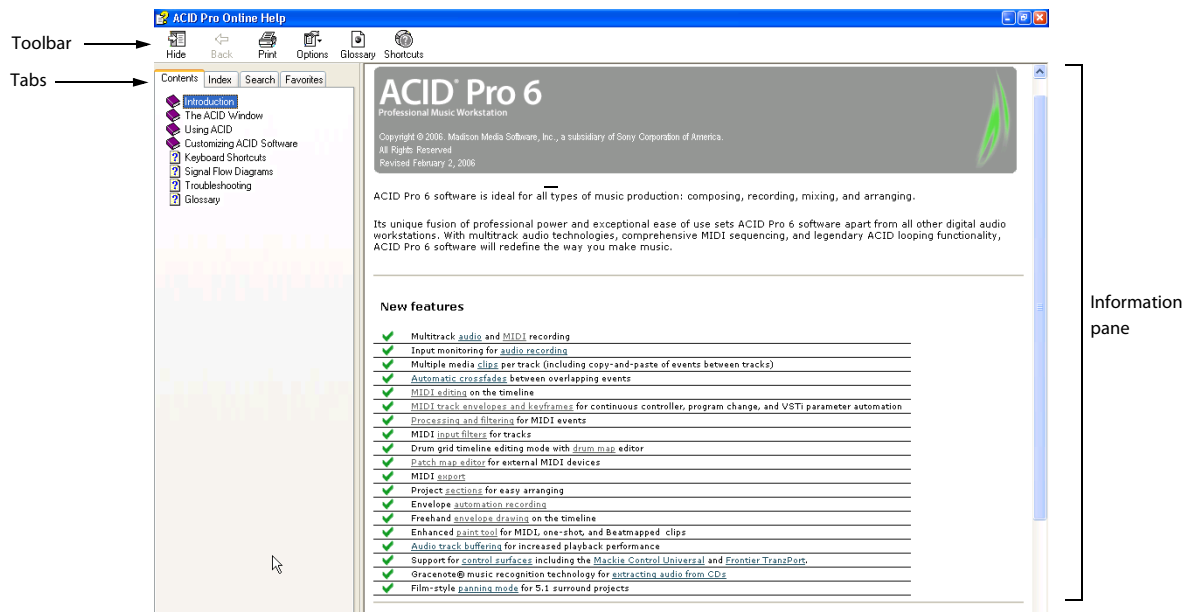 ACID Pro Online Help
Toolbar
Hide Back Print Options Glossary Shortcuts
Tabs
Contents Index Search Favorites
Introduction
The ACID Window
Using ACID
Customizing ACID Software
Keyboard Shortcuts
Signal Flow Diagrams
Troubleshooting
Glossary
ACID® Pro 6
Professional Music Workstation
Copyright © 2006. Madison Media Software, Inc., a subsidiary of Sony Corporation of America.
All Rights Reserved
Revised February 2, 2006
ACID Pro 6 software is ideal for all types of music production: composing, recording, mixing, and arranging.
Its unique fusion of professional power and exceptional ease of use sets ACID Pro 6 software apart from all other digital audio
workstations. With multitrack audio technologies, comprehensive MIDI sequencing, and legendary ACID looping functionality,
ACID Pro 6 software will redefine the way you make music.
New features
Multitrack audio and MIDI recording
Input monitoring for audio recording
Multiple media clips per track (including copy-and-paste of events between tracks)
Automatic crossfades between overlapping events
MIDI editing on the timeline
MIDI track envelopes and keyframes for continuous controller, program change, and VSTi parameter automation
Processing and filtering for MIDI events
MIDI input filters for tracks
Drum grid timeline editing mode with drum map editor
Patch map editor for external MIDI devices
MIDI export
Project sections for easy arranging
Envelope automation recording
Freehand envelope drawing on the timeline
Enhanced paint tool for MIDI, one-shot, and Beatmapped clips
Audio track buffering for increased playback performance
Support for control surfaces including the Mackie Control Universal and Frontier TranzPort.
Gracenote® music recognition technology for extracting audio from CDs
Film-style panning mode for 5.1 surround projects
Information
pane